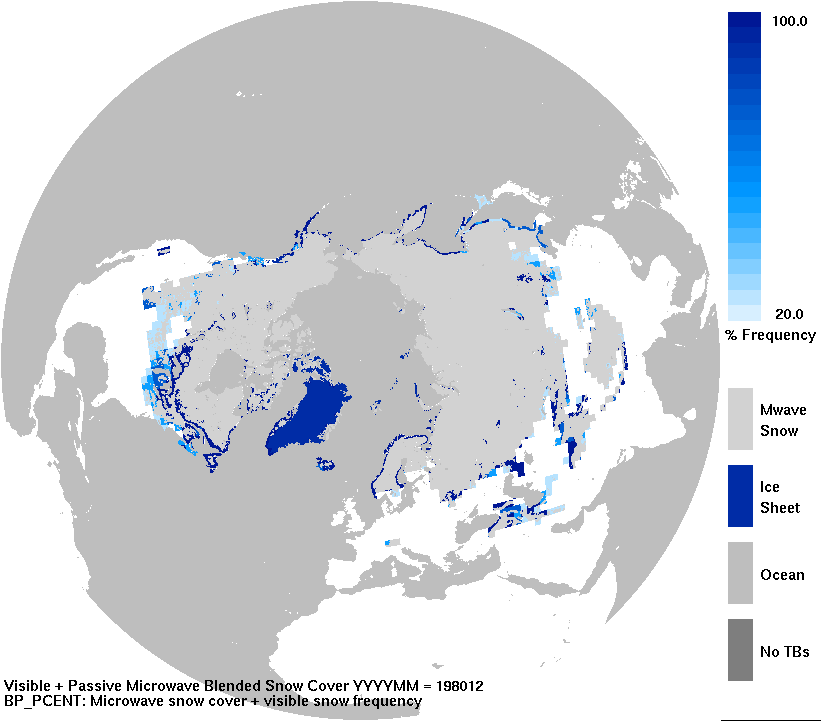 100.0
20.0
% Frequency
Mwave
Snow
Ice
Sheet
Ocean
No TBs
Visible + Passive Microwave Blended Snow Cover YYYYMM = 198012
BP_PCENT: Microwave snow cover + visible snow frequency